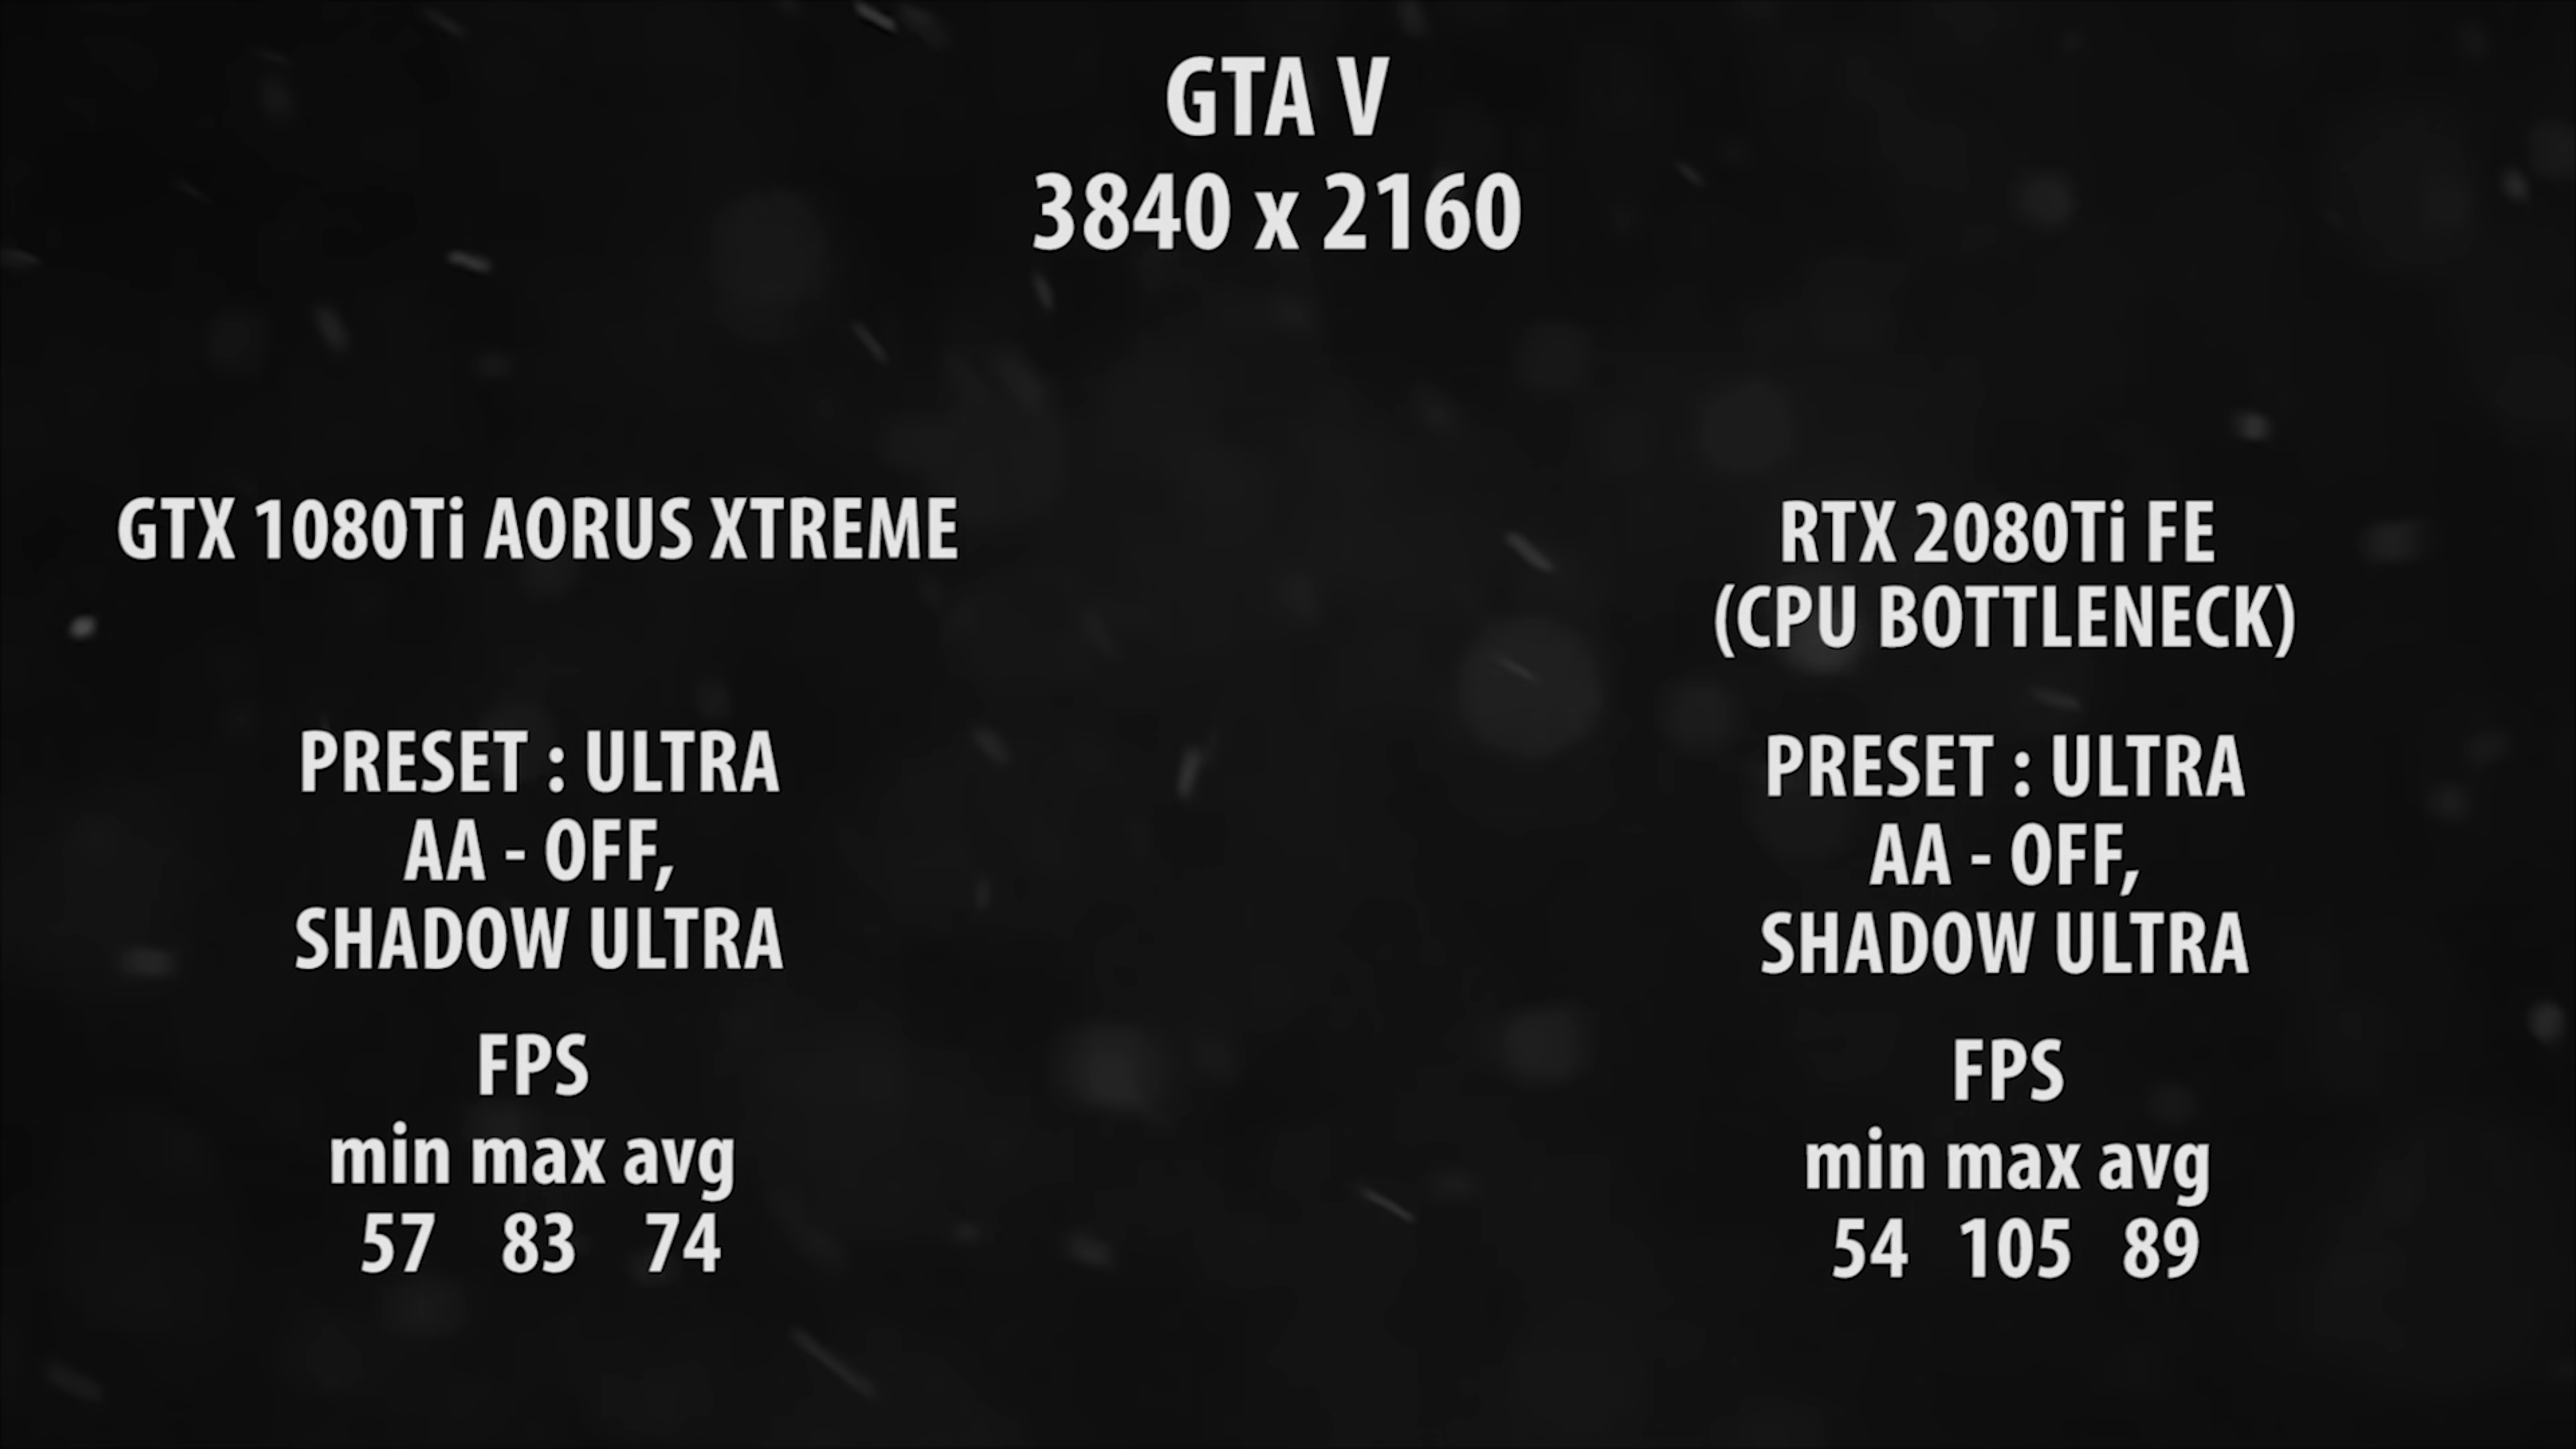 GTA V
3840 x 2160
GTX 1080Ti AORUS XTREME
PRESET : ULTRA
AA - OFF,
SHADOW ULTRA
FPS
min max avg
57 83 74
RTX 2080Ti FE
(CPU BOTTLENECK)
PRESET : ULTRA
AA - OFF,
SHADOW ULTRA
FPS
min max avg
54 105 89